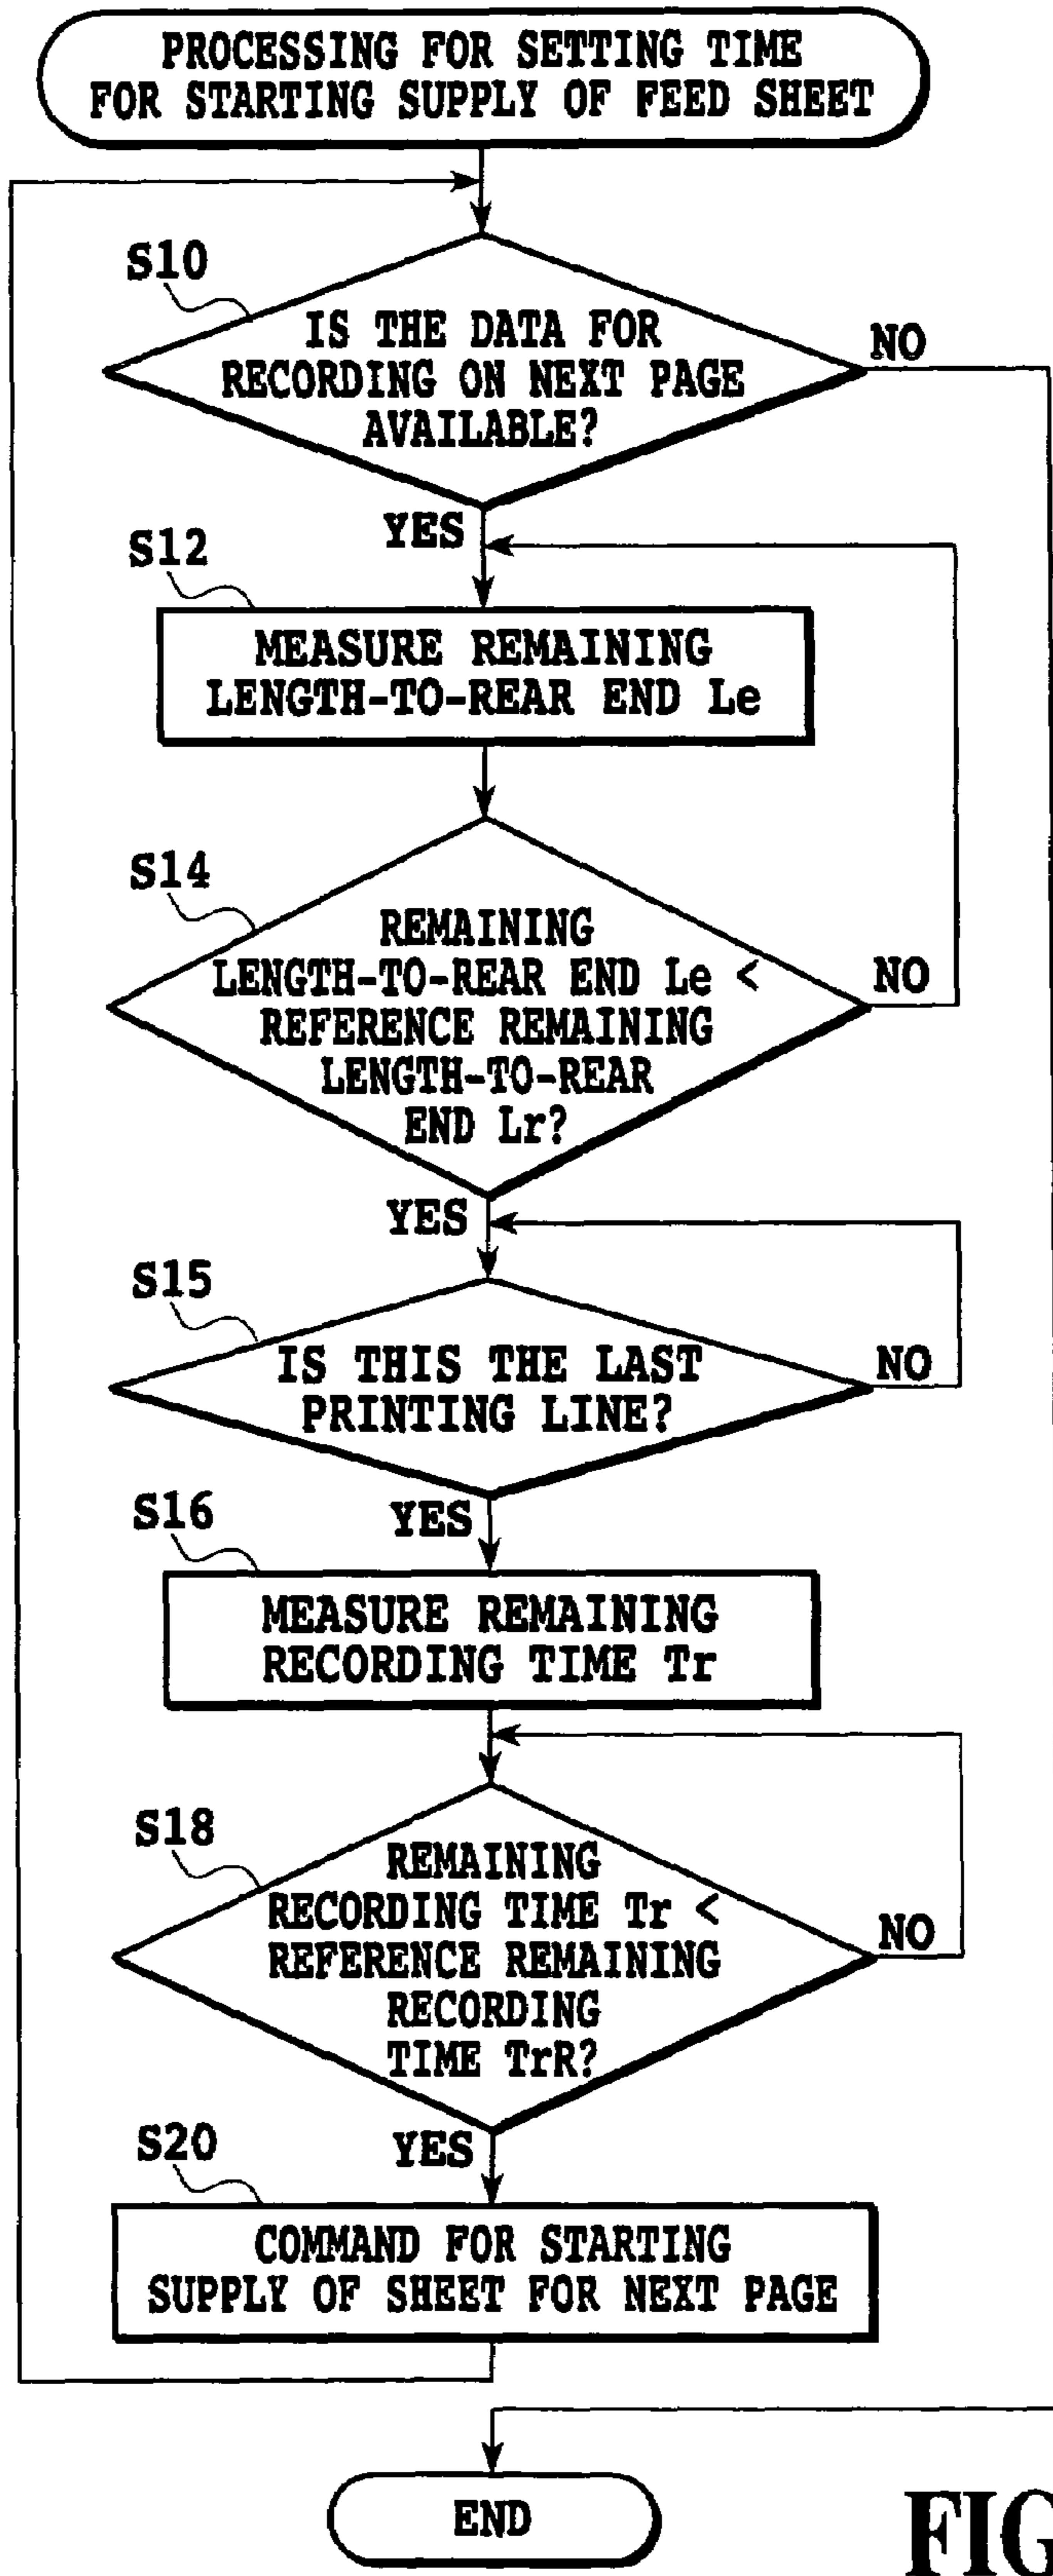 PROCESSING FOR SETTING TIME
FOR STARTING SUPPLY OF FEED SHEET
S10
IS THE DATA FOR
RECORDING ON NEXT PAGE
AVAILABLE?
NO
YES
S12
MEASURE REMAINING
LENGTH-TO-REAR END Le
S14
REMAINING
LENGTH-TO-REAR END Le <
REFERENCE REMAINING
LENGTH-TO-REAR
END Lr?
NO
YES
S15
IS THIS THE LAST
PRINTING LINE?
NO
YES
S16
MEASURE REMAINING
RECORDING TIME Tr
S18
REMAINING
RECORDING TIME Tr <
REFERENCE REMAINING
RECORDING
TIME TrR?
NO
YES
S20
COMMAND FOR STARTING
SUPPLY OF SHEET FOR NEXT PAGE
END
FIG